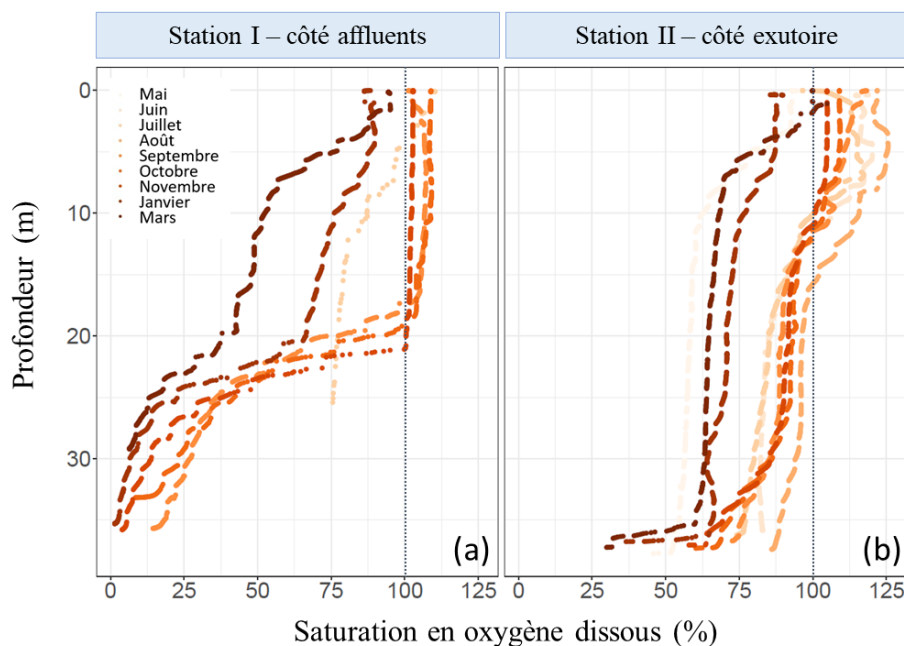 Station I – côté affluents
Station II – côté exutoire
0
10
20
30
Profondeur (m)
Mai
Juin
Juillet
Août
Septembre
Octobre
Novembre
Janvier
Mars
(a)
(b)
0 25 50 75 100 125
0 25 50 75 100 125
Saturation en oxygène dissous (%)